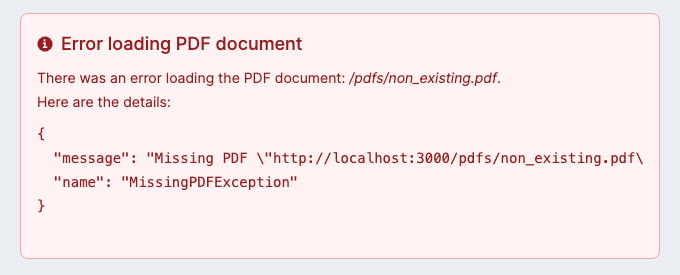 Error loading PDF document
There was an error loading the PDF document: /pdfs/non_existing.pdf.
Here are the details:
{
"message": "Missing PDF \"http://localhost:3000/pdfs/non_existing.pdf\
"name": "MissingPDFException"
}